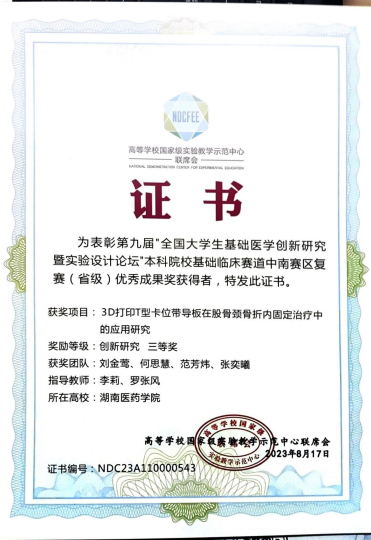 NDCFEE
高等学校国家级实验教学示范中心
联席会
NATIONAL DEMONSTRATION CENTER FOR EXPERIMENTAL EDUCATION
证书
为表彰第九届"全国大学生基础医学创新研究
暨实验设计论坛"本科院校基础临床赛道中南赛区复
赛（省级）优秀成果奖获得者，特发此证书。
获奖项目：3D打印T型卡位带导板在股骨颈骨折内固定治疗中
的应用研究
奖励等级：创新研究 三等奖
获奖团队：刘金莺、何思慧、范芳炜、张奕曦
指导教师：李莉、罗张风
所在高校：湖南医药学院
高等学校国家级实验教学示范中心联席会
2023年8月17日
证书编号：NDC23A110000543